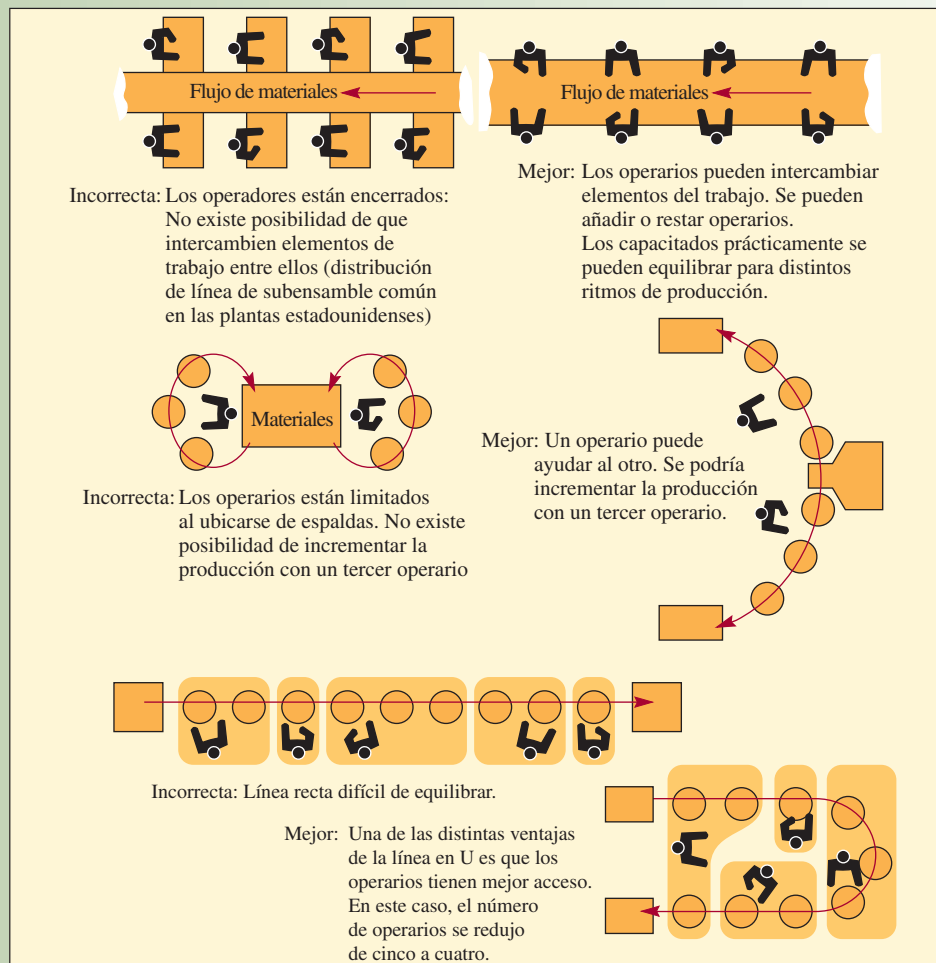 Flujo de materiales
Flujo de materiales
Incorrecta: Los operadores están encerrados:
No existe posibilidad de que
intercambien elementos de
trabajo entre ellos (distribución
de línea de subensamble común
en las plantas estadounidenses)
Mejor: Los operarios pueden intercambiar
elementos del trabajo. Se pueden
añadir o restar operarios.
Los capacitados prácticamente se
pueden equilibrar para distintos
ritmos de producción.
Materiales
Incorrecta: Los operarios están limitados
al ubicarse de espaldas. No existe
posibilidad de incrementar la
producción con un tercer operario
Mejor: Un operario puede
ayudar al otro. Se podría
incrementar la producción
con un tercer operario.
Incorrecta: Línea recta difícil de equilibrar.
Mejor: Una de las distintas ventajas
de la línea en U es que los
operarios tienen mejor acceso.
En este caso, el número
de operarios se redujo
de cinco a cuatro.